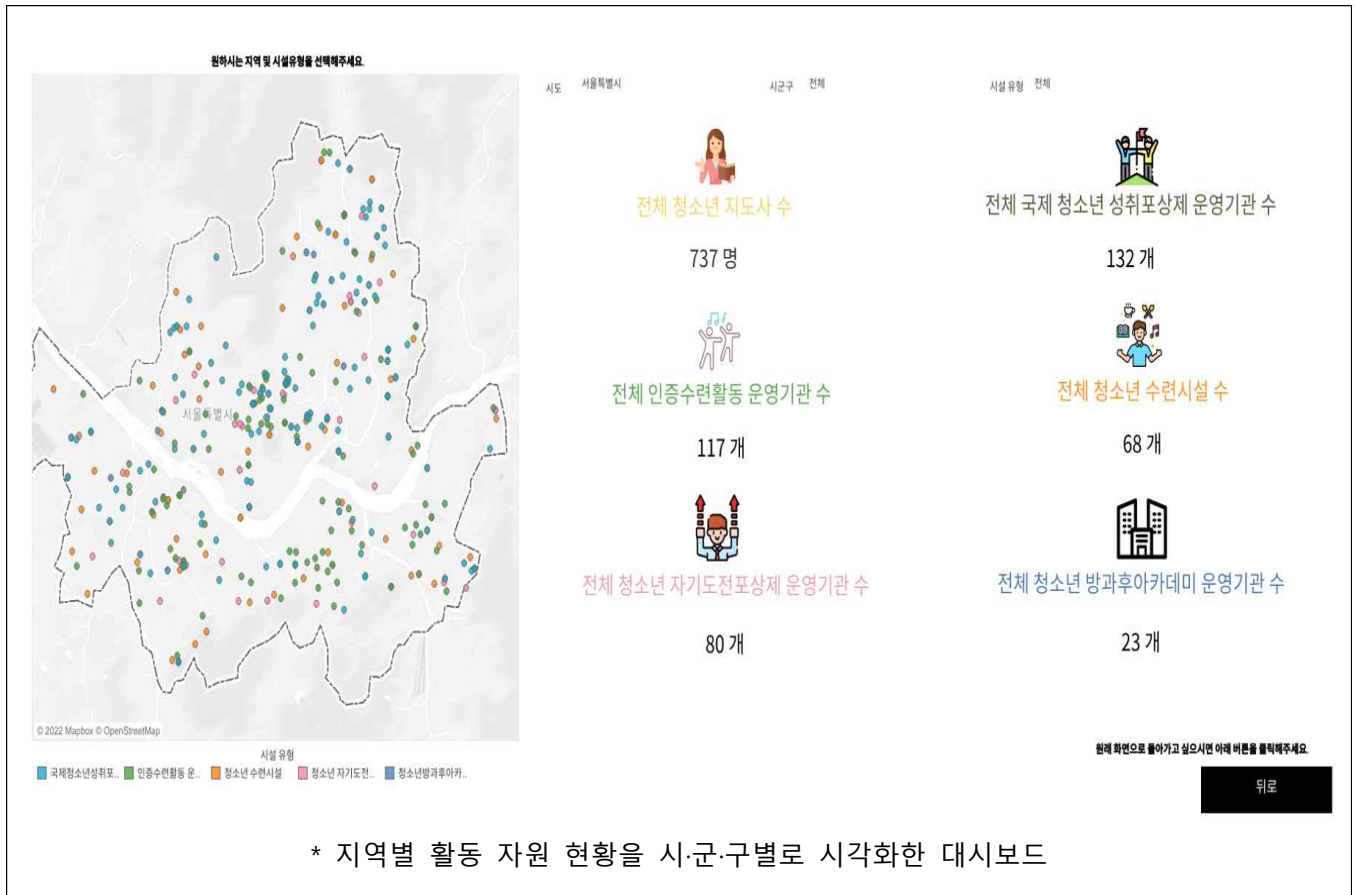 원하시는 지역 및 시설유형을 선택해주세요.
시도 서울특별시 시군구 전체 시설 유형 전체
전체 청소년 지도사 수
737 명
전체 국제 청소년 성취포상제 운영기관 수
132 개
전체 인증수련활동 운영기관 수
117 개
전체 청소년 수련시설 수
68 개
전체 청소년 자기도전포상제 운영기관 수
80 개
전체 청소년 방과후아카데미 운영기관 수
23 개
서울특별시
© 2022 Mapbox © OpenStreetMap
시설 유형
국제청소년성취포.. 인증수련활동 운.. 청소년 수련시설 청소년 자기도전.. 청소년방과후아카..
원래 화면으로 돌아가고 싶으시면 아래 버튼을 클릭해주세요.
뒤로
* 지역별 활동 자원 현황을 시·군·구별로 시각화한 대시보드